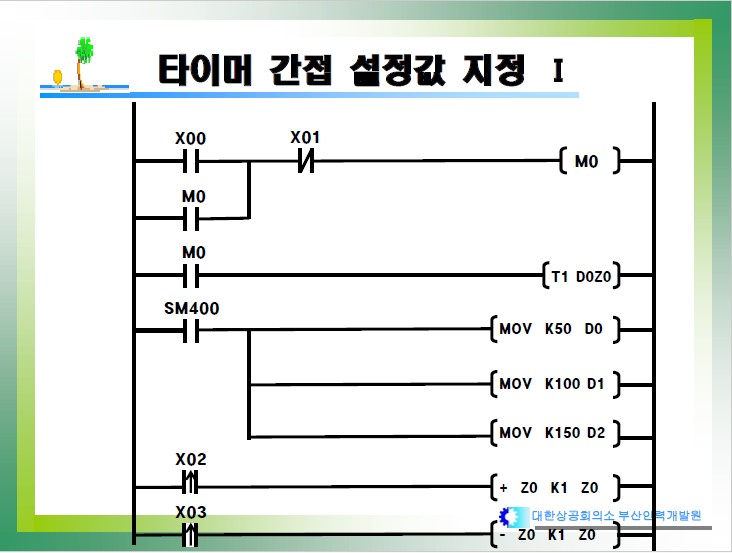 타이머 간접 설정값 지정 I
X00 X01 M0
M0
M0 T1 D0Z0
SM400 MOV K50 D0
MOV K100 D1
MOV K150 D2
X02 + Z0 K1 Z0
대한상공회의소 부산인력개발원
X03 - Z0 K1 Z0